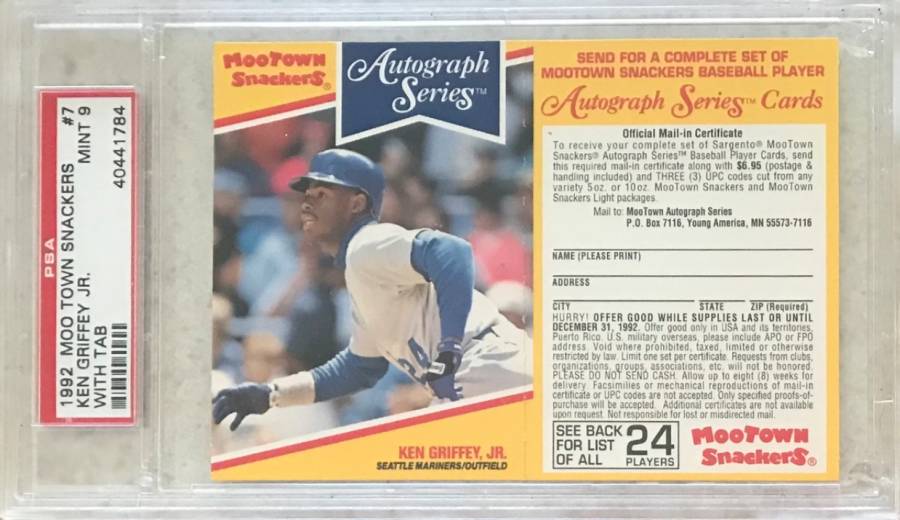 PSA
1992 MOO TOWN SNACKERS #7
KEN GRIFFEY JR. MINT 9
WITH TAB 40441784
MOOTOWN
SNACKERS®
Autograph
Series™
24
KEN GRIFFEY, JR.
SEATTLE MARINERS/OUTFIELD
SEND FOR A COMPLETE SET OF
MOOTOWN SNACKERS BASEBALL PLAYER
Autograph Series™ Cards
Official Mail-in Certificate
To receive your complete set of Sargento® MooTown
Snackers® Autograph Series™ Baseball Player Cards, send
this required mail-in certificate along with $6.95 (postage &
handling included) and THREE (3) UPC codes cut from any
variety 5oz. or 10oz. MooTown Snackers and MooTown
Snackers Light packages.
Mail to: MooTown Autograph Series
P.O. Box 7116, Young America, MN 55573-7116
NAME (PLEASE PRINT)
ADDRESS
CITY STATE ZIP (Required)
HURRY! OFFER GOOD WHILE SUPPLIES LAST OR UNTIL
DECEMBER 31, 1992. Offer good only in USA and its territories,
Puerto Rico. U.S. military overseas, please include APO or FPO
address. Void where prohibited, taxed, limited or otherwise
restricted by law. Limit one set per certificate. Requests from clubs,
organizations, groups, associations, etc. will not be honored.
PLEASE DO NOT SEND CASH. Allow up to eight (8) weeks for
delivery. Facsimilies or mechanical reproductions of mail-in
certificate or UPC codes are not accepted. Only specified proofs-of-
purchase will be accepted. Additional certificates are not available
upon request. Not responsible for lost or misdirected mail.
SEE BACK
FOR LIST
OF ALL
24
PLAYERS
MOOTOWN
SNACKERS®